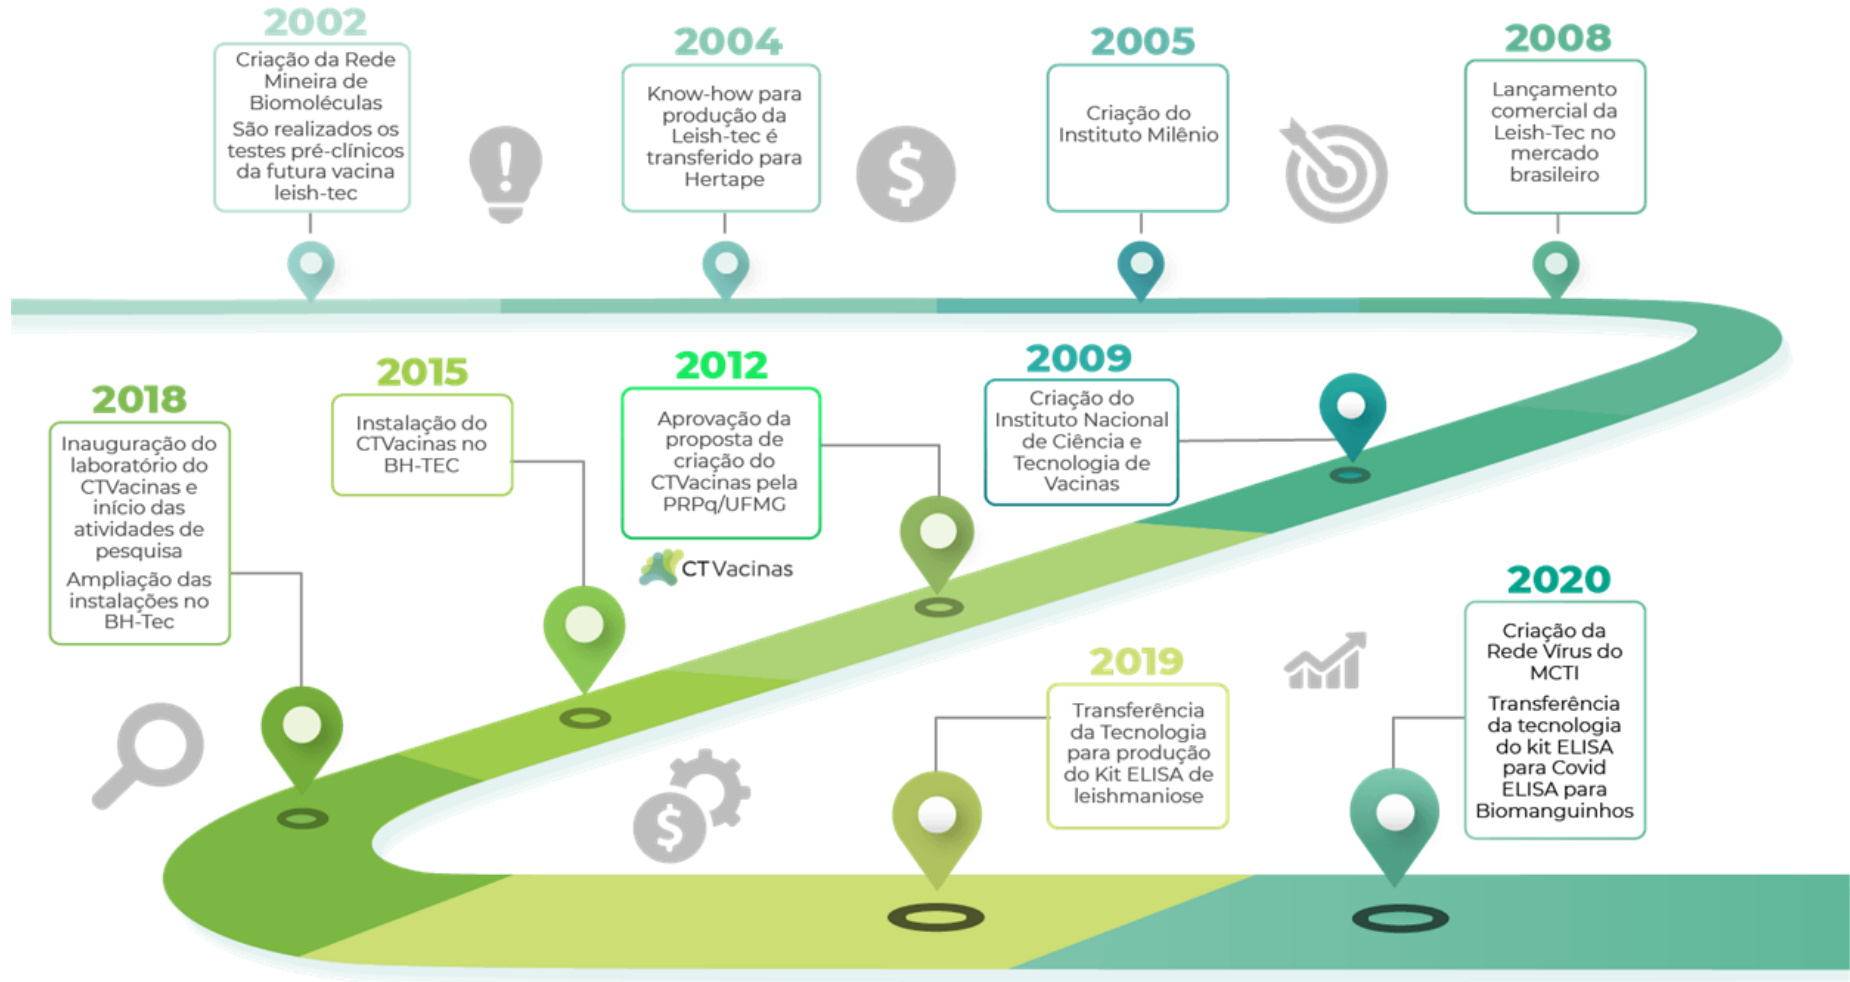 2002
Criação da Rede
Mineira de
Biomoléculas
São realizados os
testes pré-clínicos
da futura vacina
leish-tec
2004
Know-how para
produção da
Leish-tec é
transferido para
Hertape
$
2005
Criação do
Instituto Milênio
2008
Lançamento
comercial da
Leish-Tec no
mercado
brasileiro
2009
Criação do
Instituto Nacional
de Ciência e
Tecnologia de
Vacinas
2012
Aprovação da
proposta de
criação do
CTVacinas pela
PRPq/UFMG
CTVacinas
2015
Instalação do
CTVacinas no
BH-TEC
2018
Inauguração do
laboratório do
CTVacinas e
início das
atividades de
pesquisa
Ampliação das
instalações no
BH-Tec
$
2019
Transferência
da Tecnologia
para produção
do Kit ELISA de
leishmaniose
2020
Criação da
Rede Vírus do
MCTI
Transferência
da tecnologia
do kit ELISA
para Covid
ELISA para
Biomanguinhos